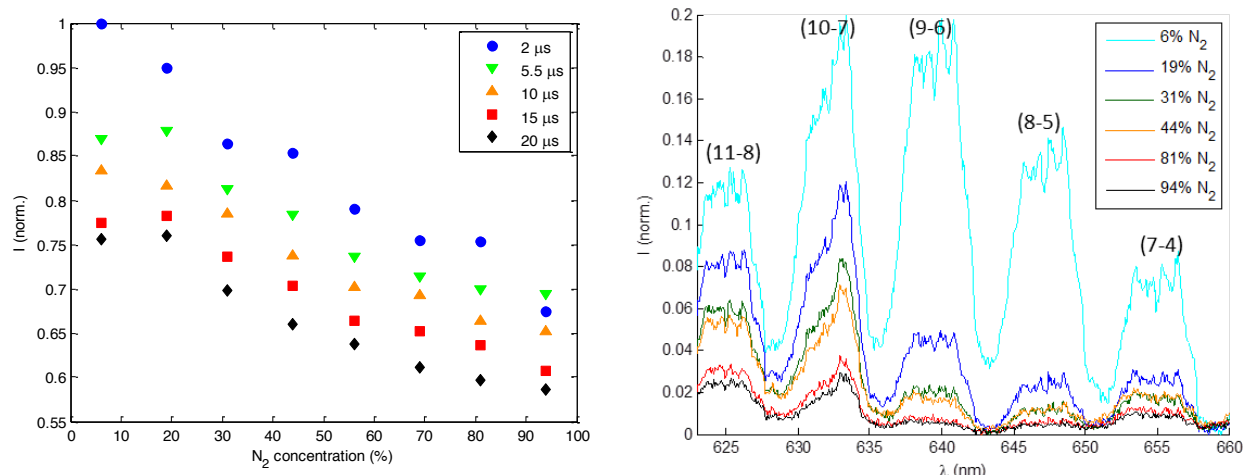 1
0.95
0.9
0.85
0.8
0.75
0.7
0.65
0.6
0.55
0 10 20 30 40 50 60 70 80 90 100
I (norm.)
N2 concentration (%)
2 μs
5.5 μs
10 μs
15 μs
20 μs
0.2
0.18
0.16
0.14
0.12
0.1
0.08
0.06
0.04
0.02
0
625 630 635 640 645 650 655 660
I (norm.)
λ (nm)
(11-8)
(10-7)
(9-6)
(8-5)
(7-4)
6% N2
19% N2
31% N2
44% N2
81% N2
94% N2